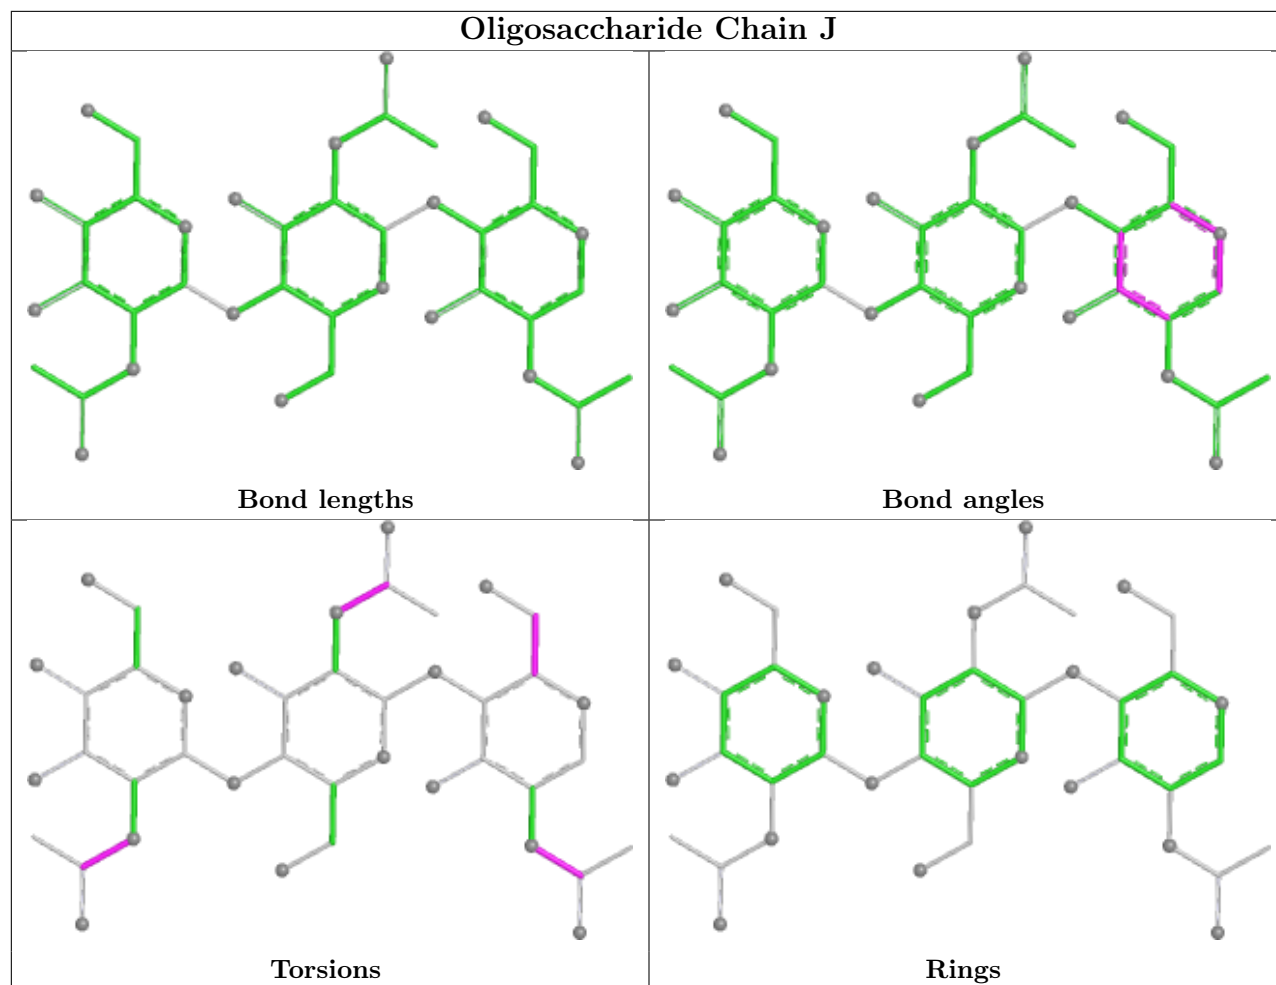 Oligosaccharide Chain J
Bond lengths
Bond angles
Torsions
Rings